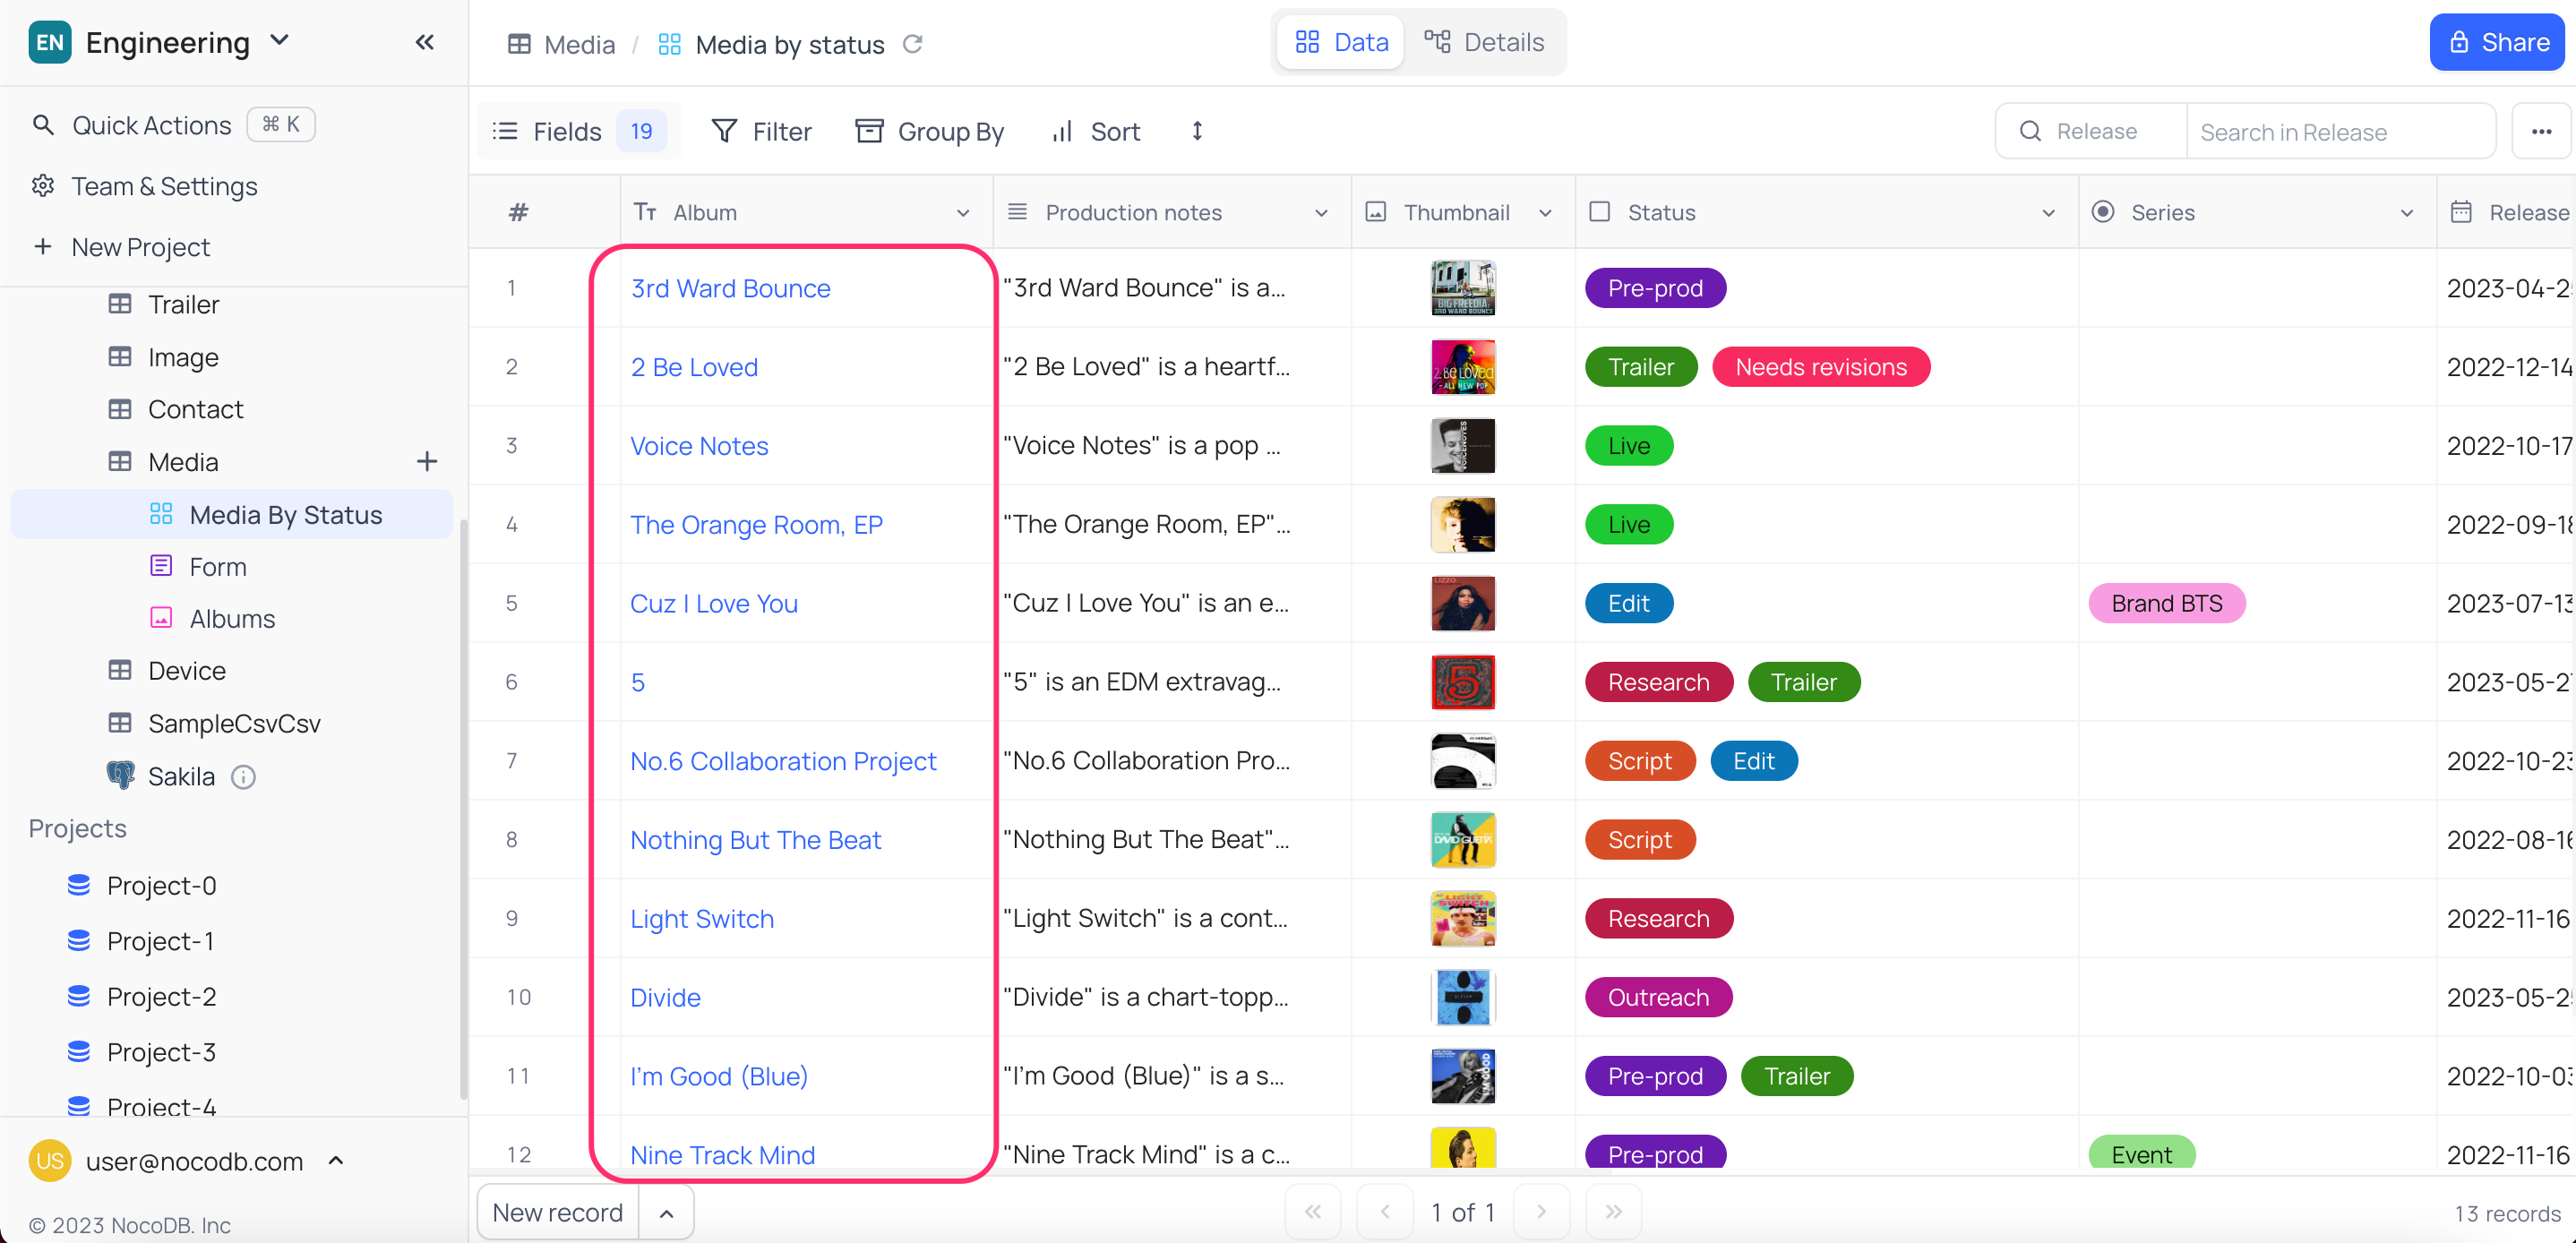 EN Engineering
Quick Actions ⌘ K
Team & Settings
+ New Project
Trailer
Image
Contact
Media +
Media By Status
Form
Albums
Device
SampleCsvCsv
Sakila
Projects
Project-0
Project-1
Project-2
Project-3
Project-4
US user@nocodb.com
© 2023 NocoDB. Inc
Media / Media by status
Data Details
Share
Fields 19 Filter Group By Sort
Release Search in Release
# Album Production notes Thumbnail Status Series Release
1 3rd Ward Bounce "3rd Ward Bounce" is a... Pre-prod 2023-04-2
2 2 Be Loved "2 Be Loved" is a heartf... Trailer Needs revisions 2022-12-14
3 Voice Notes "Voice Notes" is a pop ... Live 2022-10-17
4 The Orange Room, EP "The Orange Room, EP"... Live 2022-09-18
5 Cuz I Love You "Cuz I Love You" is an e... Edit Brand BTS 2023-07-13
6 5 "5" is an EDM extravag... Research Trailer 2023-05-2
7 No.6 Collaboration Project "No.6 Collaboration Pro... Script Edit 2022-10-23
8 Nothing But The Beat "Nothing But The Beat"... Script 2022-08-16
9 Light Switch "Light Switch" is a cont... Research 2022-11-16
10 Divide "Divide" is a chart-topp... Outreach 2023-05-2
11 I'm Good (Blue) "I'm Good (Blue)" is a s... Pre-prod Trailer 2022-10-03
12 Nine Track Mind "Nine Track Mind" is a c... Pre-prod Event 2022-11-16
New record
1 of 1
13 records